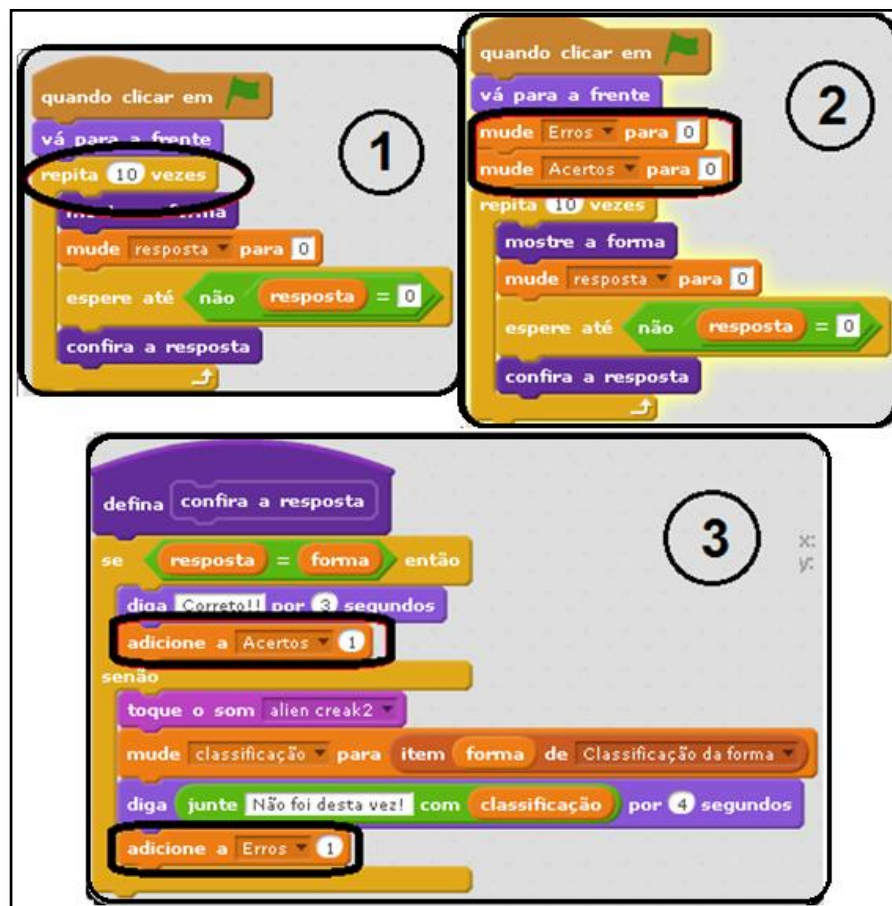 quando clicar em
vá para a frente
1
repita 10 vezes
mude resposta para 0
espere até não resposta = 0
confira a resposta
quando clicar em
vá para a frente
2
mude Erros para 0
mude Acertos para 0
repita 10 vezes
mostre a forma
mude resposta para 0
espere até não resposta = 0
confira a resposta
defina confira a resposta
3
x:
y:
se resposta = forma então
diga Correto!! por 3 segundos
adicione a Acertos 1
senão
toque o som alien creak2
mude classificação para item forma de Classificação da forma
diga junte Não foi desta vez! com classificação por 4 segundos
adicione a Erros 1